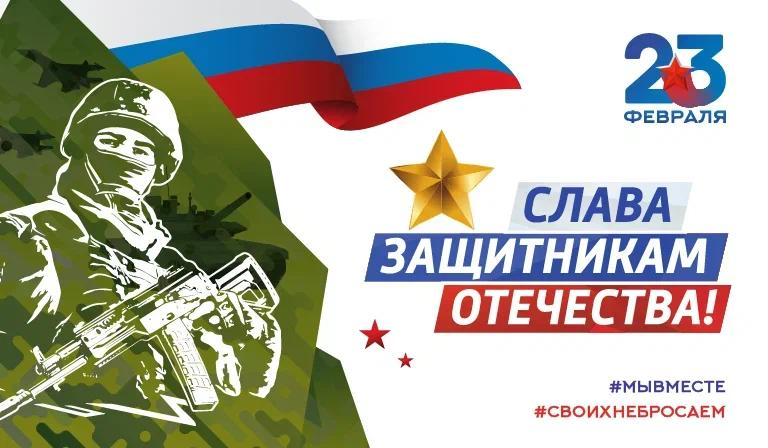 23
ФЕВРАЛЯ
СЛАВА
ЗАЩИТНИКАМ
ОТЕЧЕСТВА!
#МЫВМЕСТЕ
#СВОИХНЕБРОСАЕМ